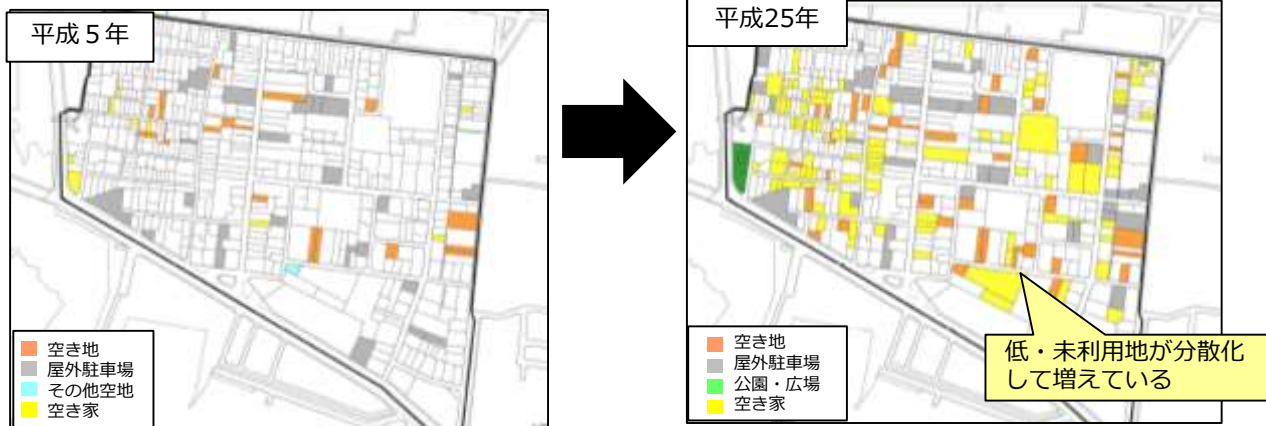 平成５年
空き地
屋外駐車場
その他空地
空き家
平成25年
空き地
屋外駐車場
公園・広場
空き家
低・未利用地が分散化
して増えている